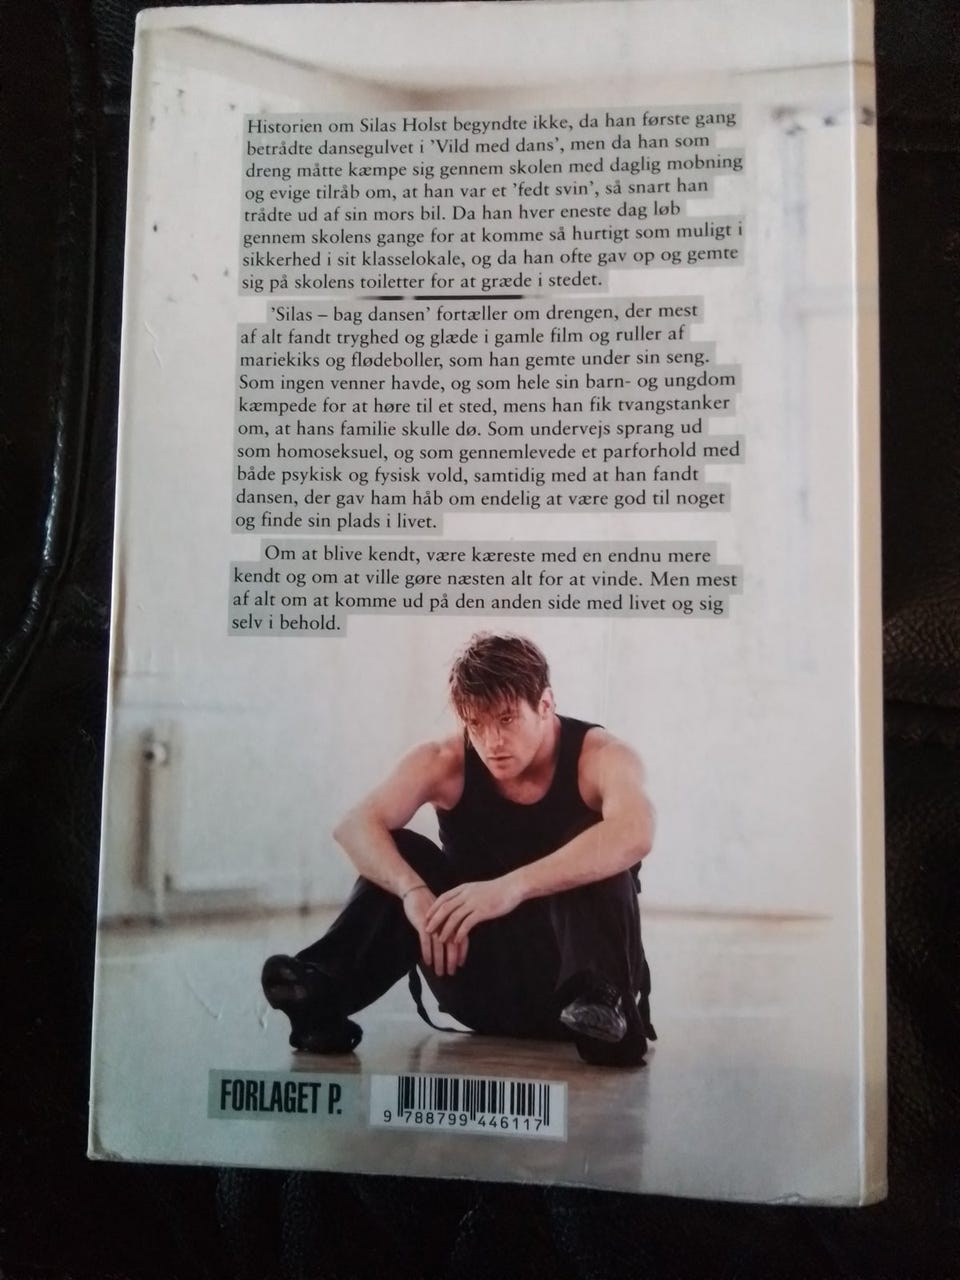 Historien om Silas Holst begyndte ikke, da han første gang
betrådte dansegulvet i 'Vild med dans', men da han som
dreng måtte kæmpe sig gennem skolen med daglig mobning
og evige tilråb om, at han var et 'fedt svin', så snart han
trådte ud af sin mors bil. Da han hver eneste dag løb
gennem skolens gange for at komme så hurtigt som muligt i
sikkerhed i sit klasselokale, og da han ofte gav op og gemte
sig på skolens toiletter for at græde i stedet.
'Silas – bag dansen' fortæller om drengen, der mest
af alt fandt tryghed og glæde i gamle film og ruller af
mariekiks og flødeboller, som han gemte under sin seng.
Som ingen venner havde, og som hele sin barn- og ungdom
kæmpede for at høre til et sted, mens han fik tvangstanker
om, at hans familie skulle dø. Som undervejs sprang ud
som homoseksuel, og som gennemlevede et parforhold med
både psykisk og fysisk vold, samtidig med at han fandt
dansen, der gav ham håb om endelig at være god til noget
og finde sin plads i livet.
Om at blive kendt, være kæreste med en endnu mere
kendt og om at ville gøre næsten alt for at vinde. Men mest
af alt om at komme ud på den anden side med livet og sig
selv i behold.
FORLAGET P.
9 788799 446117